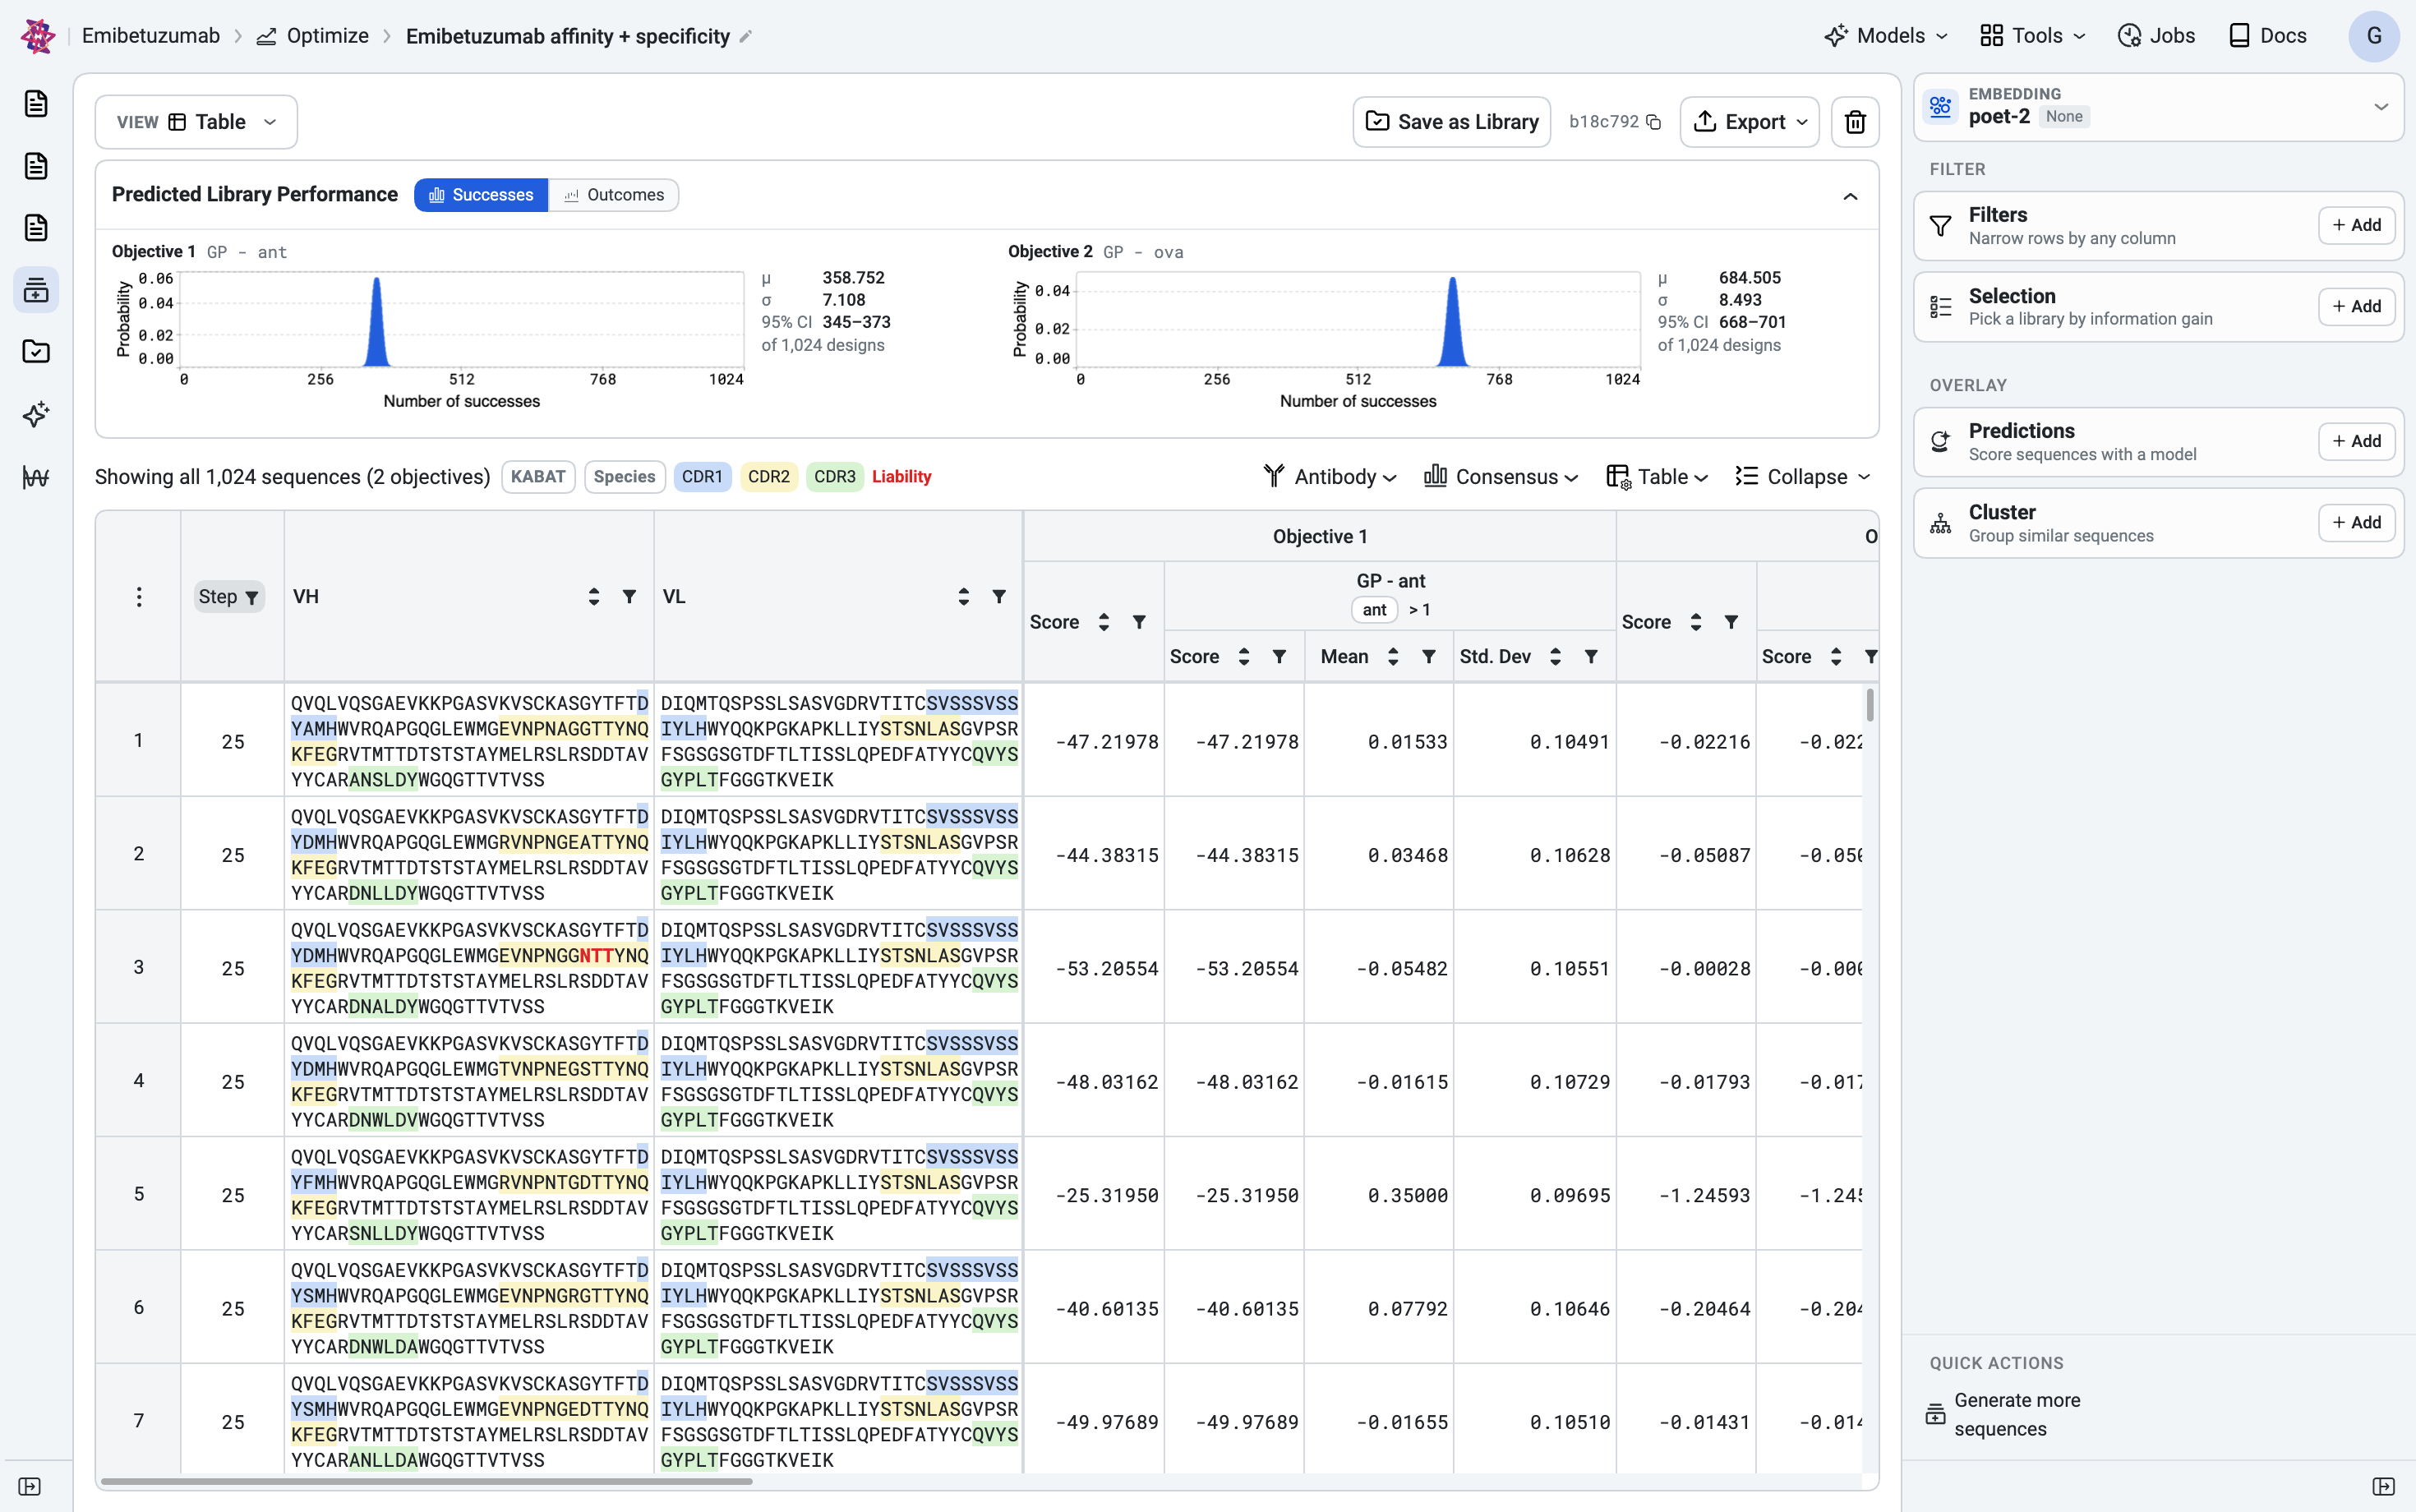 Emibetuzumab
Optimize
Emibetuzumab affinity + specificity
Models
Tools
Jobs
Docs
G
VIEW Table
Save as Library
b18c792
Export
Predicted Library Performance
Successes
Outcomes
Objective 1 GP - ant
Probability
0.06
0.04
0.02
0.00
0 256 512 768 1024
Number of successes
μ 358.752
σ 7.108
95% CI 345–373
of 1,024 designs
Objective 2 GP - ova
Probability
0.04
0.02
0.00
0 256 512 768 1024
Number of successes
μ 684.505
σ 8.493
95% CI 668–701
of 1,024 designs
Showing all 1,024 sequences (2 objectives) KABAT Species CDR1 CDR2 CDR3 Liability
Antibody Consensus Table Collapse
Objective 1 O
Step VH VL
Score
GP - ant
ant > 1
Score Mean Std. Dev
Score
Score
1 25
QVQLVQSGAEVKKPGASVKVSCKASGYTFTD
YAMHWVRQAPGQGLEWMGEVNPNAGGTTYNQ
KFEGRVTMTTDTSTSTAYMELRSLRSDDTAV
YYCARANSLDYWGQGTTVTVSS
DIQMTQSPSSLSASVGDRVTITCSVSSSVSS
IYLHWYQQKPGKAPKLLIYSTSNLASGVPSR
FSGSGSGTDFTLTISSLQPEDFATYYCQVYS
GYPLTFGGGTKVEIK
-47.21978 -47.21978 0.01533 0.10491 -0.02216 -0.022
2 25
QVQLVQSGAEVKKPGASVKVSCKASGYTFTD
YDMHWVRQAPGQGLEWMGRVNPNGEATTYNQ
KFEGRVTMTTDTSTSTAYMELRSLRSDDTAV
YYCARDNLLDYWGQGTTVTVSS
DIQMTQSPSSLSASVGDRVTITCSVSSSVSS
IYLHWYQQKPGKAPKLLIYSTSNLASGVPSR
FSGSGSGTDFTLTISSLQPEDFATYYCQVYS
GYPLTFGGGTKVEIK
-44.38315 -44.38315 0.03468 0.10628 -0.05087 -0.050
3 25
QVQLVQSGAEVKKPGASVKVSCKASGYTFTD
YDMHWVRQAPGQGLEWMGEVNPNGGNTTYNQ
KFEGRVTMTTDTSTSTAYMELRSLRSDDTAV
YYCARDNALDYWGQGTTVTVSS
DIQMTQSPSSLSASVGDRVTITCSVSSSVSS
IYLHWYQQKPGKAPKLLIYSTSNLASGVPSR
FSGSGSGTDFTLTISSLQPEDFATYYCQVYS
GYPLTFGGGTKVEIK
-53.20554 -53.20554 -0.05482 0.10551 -0.00028 -0.000
4 25
QVQLVQSGAEVKKPGASVKVSCKASGYTFTD
YDMHWVRQAPGQGLEWMGTVNPNEGSTTYNQ
KFEGRVTMTTDTSTSTAYMELRSLRSDDTAV
YYCARDNWLDVWGQGTTVTVSS
DIQMTQSPSSLSASVGDRVTITCSVSSSVSS
IYLHWYQQKPGKAPKLLIYSTSNLASGVPSR
FSGSGSGTDFTLTISSLQPEDFATYYCQVYS
GYPLTFGGGTKVEIK
-48.03162 -48.03162 -0.01615 0.10729 -0.01793 -0.017
5 25
QVQLVQSGAEVKKPGASVKVSCKASGYTFTD
YFMHWVRQAPGQGLEWMGRVNPNTGDTTYNQ
KFEGRVTMTTDTSTSTAYMELRSLRSDDTAV
YYCARSNLLDYWGQGTTVTVSS
DIQMTQSPSSLSASVGDRVTITCSVSSSVSS
IYLHWYQQKPGKAPKLLIYSTSNLASGVPSR
FSGSGSGTDFTLTISSLQPEDFATYYCQVYS
GYPLTFGGGTKVEIK
-25.31950 -25.31950 0.35000 0.09695 -1.24593 -1.245
6 25
QVQLVQSGAEVKKPGASVKVSCKASGYTFTD
YSMHWVRQAPGQGLEWMGEVNPNGRGTTYNQ
KFEGRVTMTTDTSTSTAYMELRSLRSDDTAV
YYCARDNWLDAWGQGTTVTVSS
DIQMTQSPSSLSASVGDRVTITCSVSSSVSS
IYLHWYQQKPGKAPKLLIYSTSNLASGVPSR
FSGSGSGTDFTLTISSLQPEDFATYYCQVYS
GYPLTFGGGTKVEIK
-40.60135 -40.60135 0.07792 0.10646 -0.20464 -0.204
7 25
QVQLVQSGAEVKKPGASVKVSCKASGYTFTD
YSMHWVRQAPGQGLEWMGEVNPNGEDTTYNQ
KFEGRVTMTTDTSTSTAYMELRSLRSDDTAV
YYCARANLLDAWGQGTTVTVSS
DIQMTQSPSSLSASVGDRVTITCSVSSSVSS
IYLHWYQQKPGKAPKLLIYSTSNLASGVPSR
FSGSGSGTDFTLTISSLQPEDFATYYCQVYS
GYPLTFGGGTKVEIK
-49.97689 -49.97689 -0.01655 0.10510 -0.01431 -0.014
EMBEDDING
poet-2 None
FILTER
Filters
Narrow rows by any column
+ Add
Selection
Pick a library by information gain
+ Add
OVERLAY
Predictions
Score sequences with a model
+ Add
Cluster
Group similar sequences
+ Add
QUICK ACTIONS
Generate more
sequences